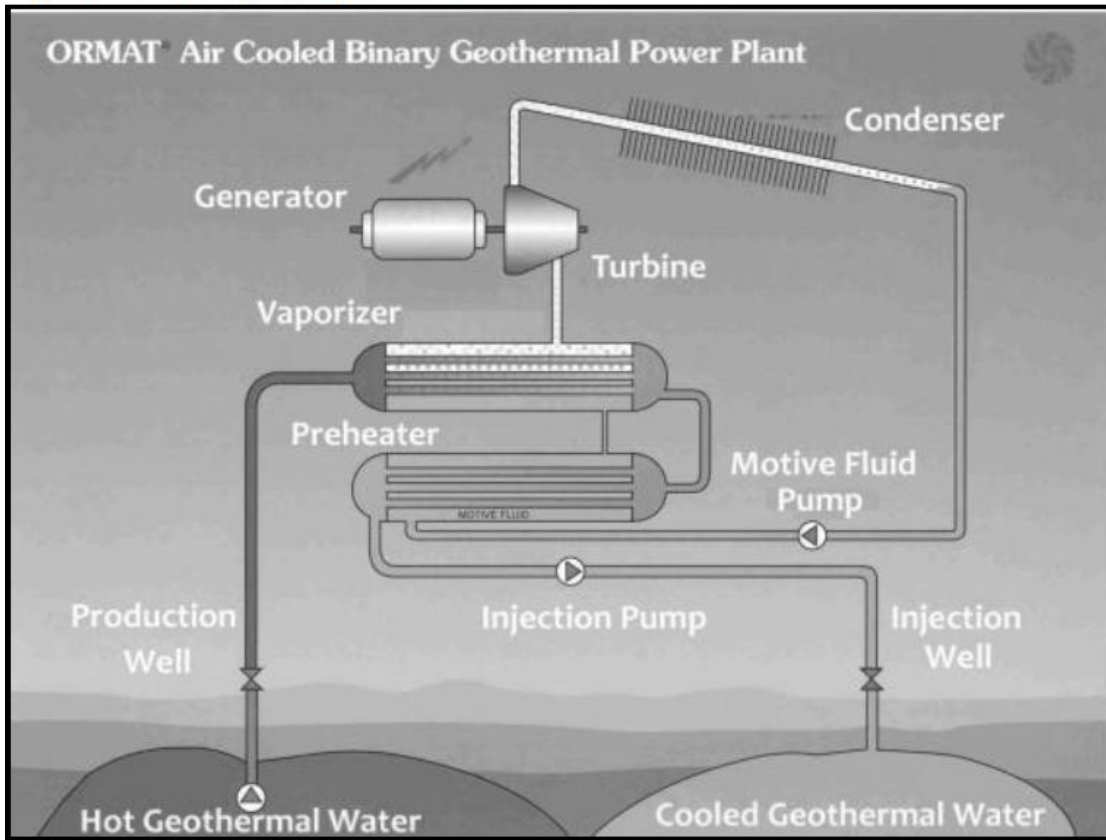 ORMAT® Air Cooled Binary Geothermal Power Plant
Condenser
Generator
Turbine
Vaporizer
Preheater
Motive Fluid
Pump
MOTIVE FLUID
Production
Well
Injection Pump
Injection
Well
Hot Geothermal Water
Cooled Geothermal Water